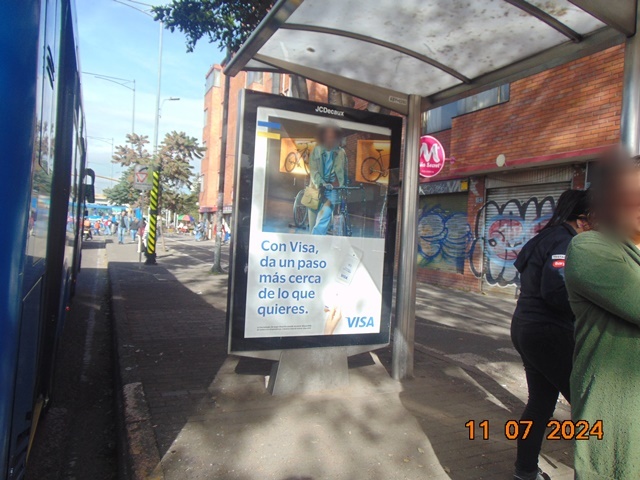 JCDecaux
Con Visa,
da un paso
más cerca
de lo que
quieres.
VISA
M
11 07 2024